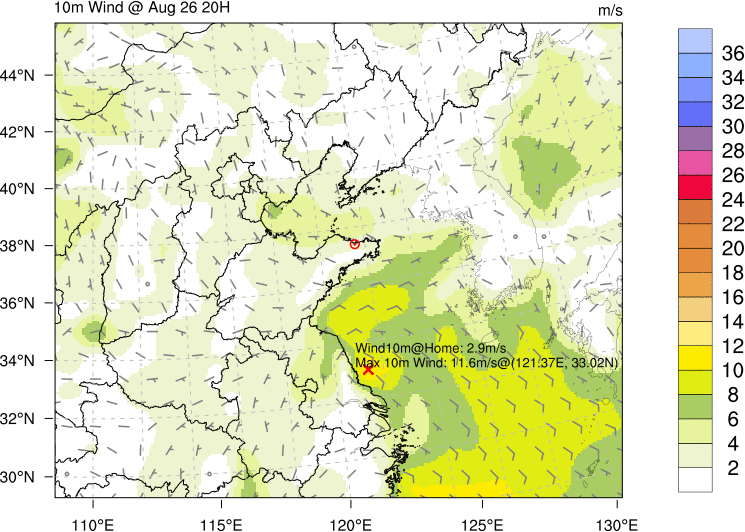 10m Wind @ Aug 26 20H
m/s
44°N
42°N
40°N
38°N
36°N
34°N
32°N
30°N
Wind10m@Home: 2.9m/s
Max 10m Wind: 11.6m/s@(121.37E, 33.02N)
110°E
115°E
120°E
125°E
130°E
36
34
32
30
28
26
24
22
20
18
16
14
12
10
8
6
4
2